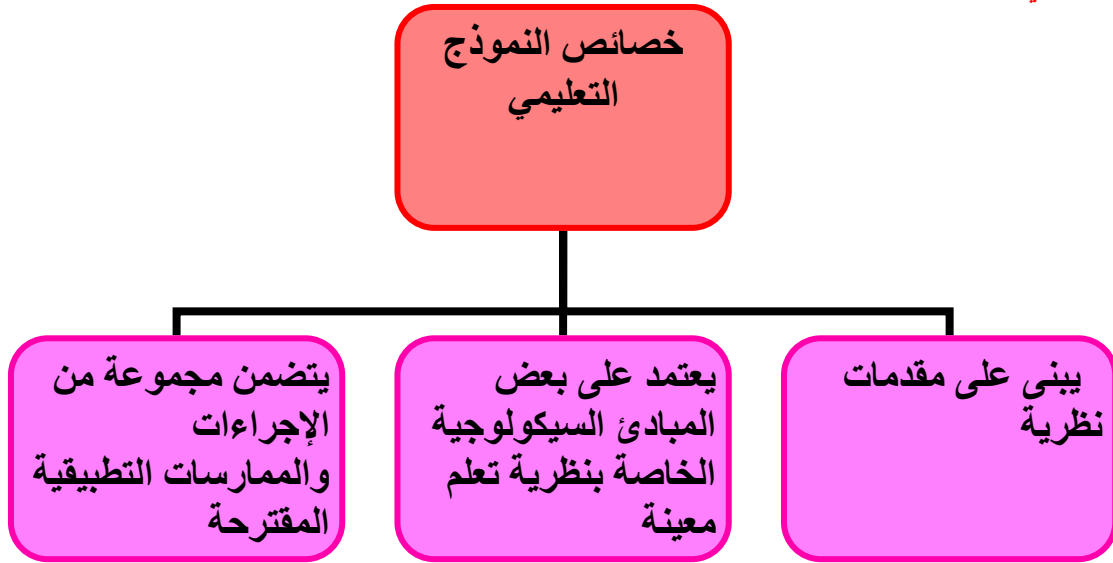 خصائص النموذج
التعليمي
يبنى على مقدمات
نظرية
يعتمد على بعض
المبادئ السيكولوجية
الخاصة بنظرية تعلم
معينة
يتضمن مجموعة من
الإجراءات
والممارسات التطبيقية
المقترحة